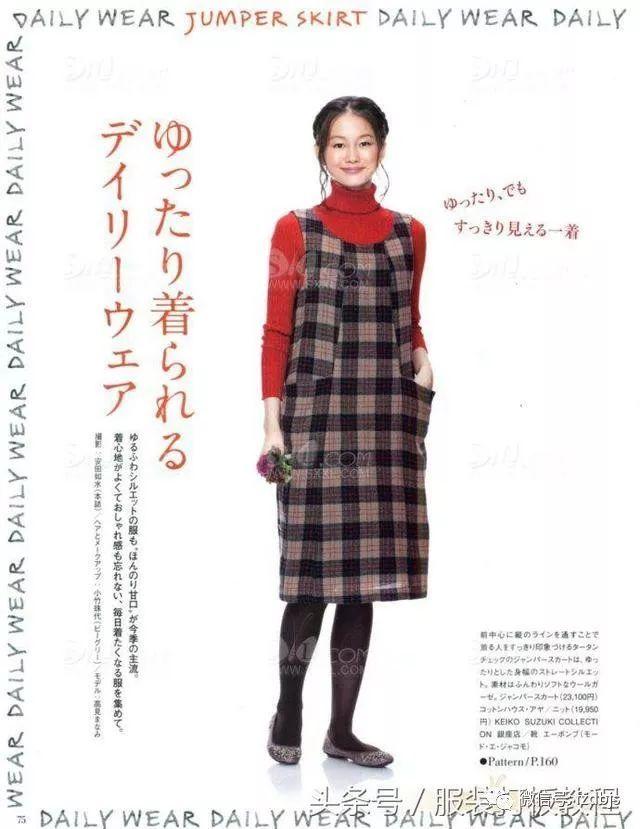 DAILY WEAR JUMPER SKIRT DAILY WEAR DAILY
DAILY WEAR DAILY WEAR DAILY WEAR DAILY WEAR
ゆったり着られる
デイリーウェア
ゆったり、でも
すっきり見える一着
ゆるふわシルエットの服も、"ほんのり甘口"が今季の主流。
着心地がよくておしゃれ感も忘れない、毎日着たくなる服を集めて。
撮影:安田如水(本誌)/ヘアとメークアップ:小竹珠代(ビーグリー)/モデル:高見まなみ
前中心に縦のラインを通すことで
着る人をすっきり印象づけるタータン
チェックのジャンパースカートは、ゆっ
たりとした身幅のストレートシルエッ
ト。素材はふんわりソフトなウールガ
ーゼ。ジャンパースカート(23,100円)
コットンハウス・アヤ/ニット(19,950
円) KEIKO SUZUKI COLLECTI
ON 銀座店/靴 エーボンブ(モー
ド・エ・ジャコモ)
●Pattern/P.160
75
DAILY WEAR DAILY WEAR DAILY WEAR DAILY
头条号/服装
微信号